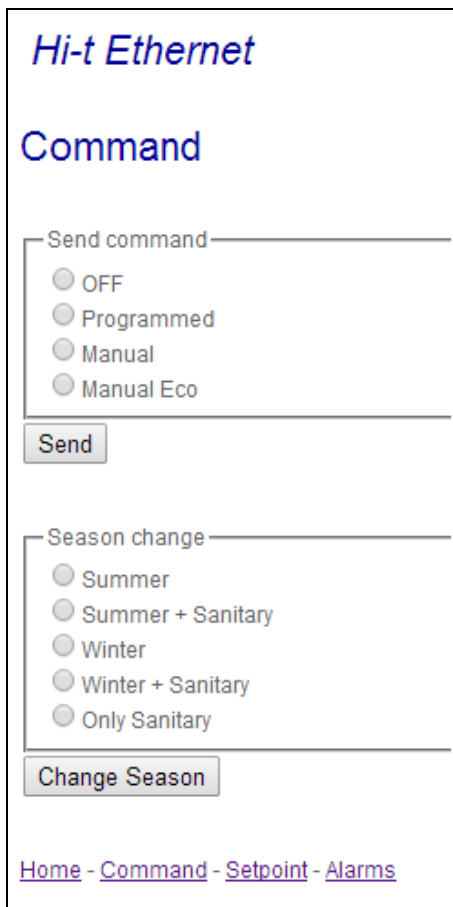 Hi-t Ethernet
Command
Send command
OFF
Programmed
Manual
Manual Eco
Send
Season change
Summer
Summer + Sanitary
Winter
Winter + Sanitary
Only Sanitary
Change Season
Home - Command - Setpoint - Alarms